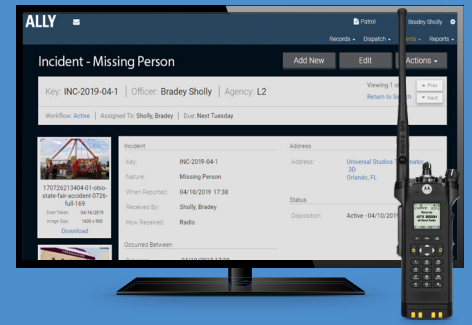 ALLY
Patrol
Bradey Sholly
Records
Dispatch
Reports
Incident - Missing Person
Add New
Edit
Actions
Key: INC-2019-04-1 | Officer: Bradey Sholly | Agency: L2
Viewing 1
Return to
Prev
Next
Workflow: Active | Assigned To: Sholly, Bradey | Due: Next Tuesday
170726213404-01-ohio-
state-fair-accident-0726-
full-169
Date Taken: 04/16/2019
Image Size: 1600 x 900
Download
Incident
Key: INC-2019-04-1
Nature: Missing Person
When Reported: 04/10/2019 17:38
Received By: Sholly, Bradey
How Received: Radio
Occurred Between
Address
Address: Universal Studios
3D
Orlando, FL
Status
Disposition: Active - 04/10/201